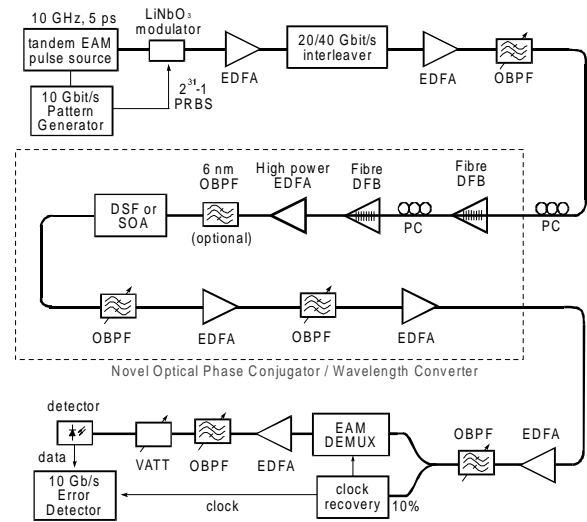 10 GHz, 5 ps
tandem EAM
pulse source
LiNbO3
modulator
EDFA
20/40 Gbit/s
interleaver
EDFA
OBPF
10 Gbit/s
Pattern
Generator
2^31-1
PRBS
DSF or
SOA
6 nm
OBPF
(optional)
High power
EDFA
Fibre
DFB
PC
Fibre
DFB
PC
OBPF
EDFA
OBPF
EDFA
Novel Optical Phase Conjugator / Wavelength Converter
detector
data
VATT
OBPF
EDFA
EAM
DEMUX
OBPF
EDFA
10 Gb/s
Error
Detector
clock
clock
recovery
10%